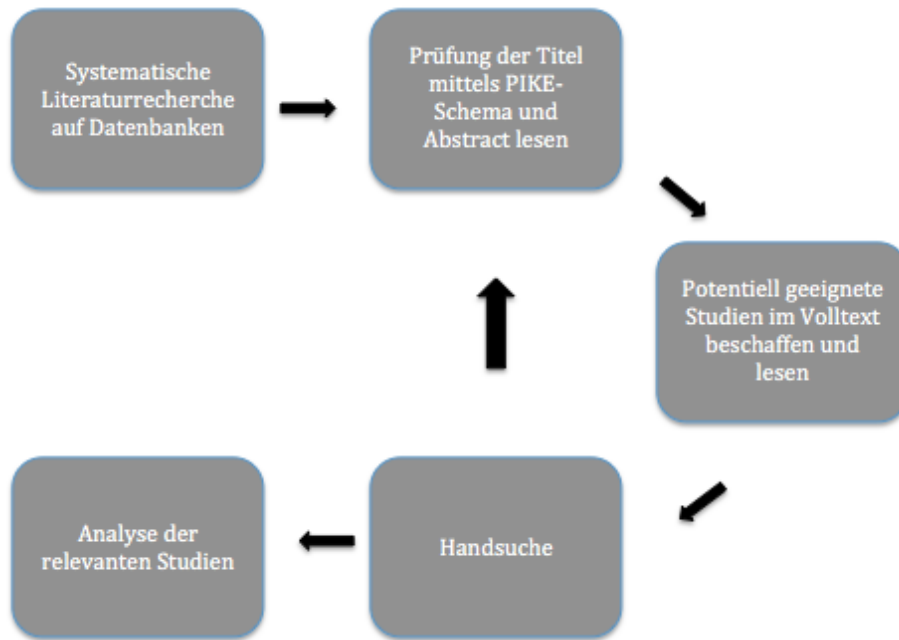 Systematische
Literaturrecherche
auf Datenbanken
Prüfung der Titel
mittels PIKE-
Schema und
Abstract lesen
Potentiell geeignete
Studien im Volltext
beschaffen und
lesen
Handsuche
Analyse der
relevanten Studien